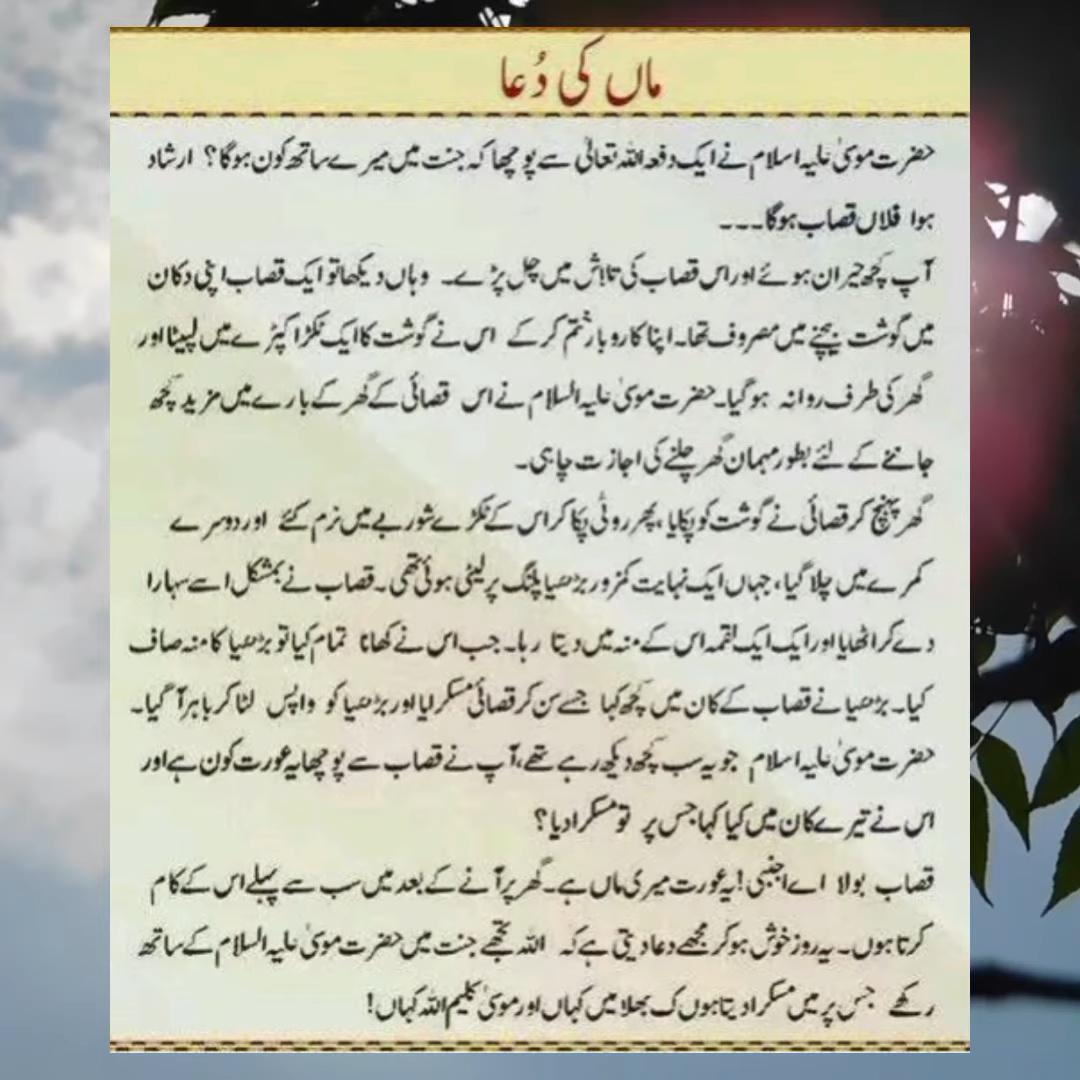 ماں کی دُعا
حضرت موسیٰ علیہ اسلام نے ایک دفعہ اللہ تعالیٰ سے پوچھا کہ جنت میں میرے ساتھ کون ہوگا؟ ارشاد
ہوا فلاں قصاب ہوگا۔۔۔
آپ کچھ حیران ہوئے اور اس قصاب کی تلاش میں چل پڑے۔ وہاں دیکھا تو ایک قصاب اپنی دکان
میں گوشت بیچنے میں مصروف تھا۔ اپنا کاروبار ختم کر کے اس نے گوشت کا ایک ٹکڑا کپڑے میں لپیٹا اور
گھر کی طرف روانہ ہو گیا۔ حضرت موسیٰ علیہ السلام نے اس قصائی کے گھر کے بارے میں مزید کچھ
جاننے کے لئے بطور مہمان گھر چلنے کی اجازت چاہی۔
گھر پہنچ کر قصائی نے گوشت کو پکایا، پھر روٹی پکا کر اس کے ٹکڑے شوربے میں نرم کئے اور دوسرے
کمرے میں چلا گیا، جہاں ایک نہایت کمزور بڑھیا پلنگ پر لیٹی ہوئی تھی۔ قصاب نے بمشکل اسے سہارا
دے کر اٹھایا اور ایک ایک لقمہ اس کے منہ میں دیتا رہا۔ جب اس نے کھانا تمام کیا تو بڑھیا کا منہ صاف
کیا۔ بڑھیا نے قصاب کے کان میں کچھ کہا جسے سن کر قصائی مسکرایا اور بڑھیا کو واپس لٹا کر باہر آ گیا۔
حضرت موسیٰ علیہ اسلام جو یہ سب کچھ دیکھ رہے تھے، آپ نے قصاب سے پوچھا یہ عورت کون ہے اور
اس نے تیرے کان میں کیا کہا جس پر تو مسکرا دیا؟
قصاب بولا اے اجنبی! یہ عورت میری ماں ہے۔ گھر پر آنے کے بعد میں سب سے پہلے اس کے کام
کرتا ہوں۔ یہ روز خوش ہو کر مجھے دعا دیتی ہے کہ اللہ تجھے جنت میں حضرت موسیٰ علیہ السلام کے ساتھ
رکھے جس پر میں مسکرا دیتا ہوں ک بھلا میں کہاں اور موسیٰ کلیم اللہ کہاں!